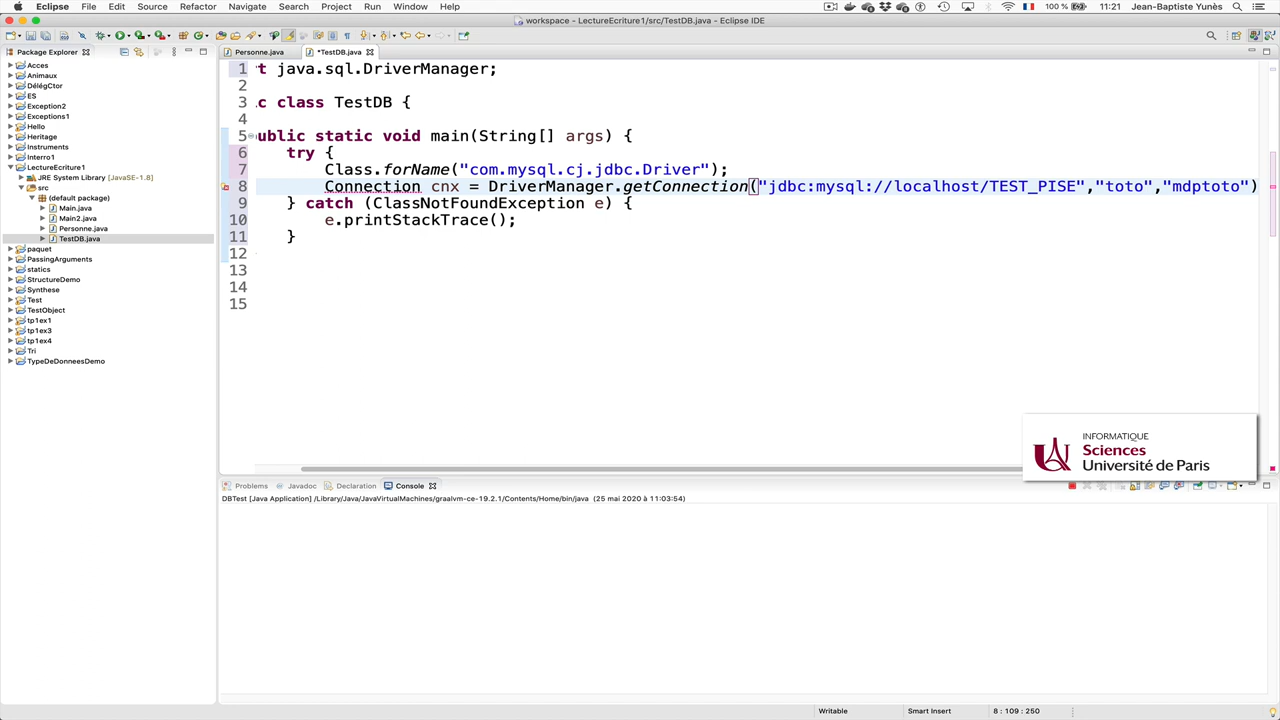 Eclipse File Edit Source Refactor Navigate Search Project Run Window Help 100 % 11:21 Jean-Baptiste Yunès
workspace - LectureEcriture1/src/TestDB.java - Eclipse IDE
Package Explorer
Acces
Animaux
DélégCtor
ES
Exception2
Exceptions1
Hello
Heritage
Instruments
Interro1
LectureEcriture1
JRE System Library [JavaSE-1.8]
src
(default package)
Main.java
Main2.java
Personne.java
TestDB.java
paquet
PassingArguments
statics
StructureDemo
Synthese
Test
TestObject
tp1ex1
tp1ex3
tp1ex4
Tri
TypeDeDonneesDemo
Personne.java *TestDB.java
1 t java.sql.DriverManager;
2
3 c class TestDB {
4
5 ublic static void main(String[] args) {
6 try {
7 Class.forName("com.mysql.cj.jdbc.Driver");
8 Connection cnx = DriverManager.getConnection("jdbc:mysql://localhost/TEST_PISE","toto","mdptoto")
9 } catch (ClassNotFoundException e) {
10 e.printStackTrace();
11 }
12
13
14
15
INFORMATIQUE
Sciences
Université de Paris
Problems Javadoc Declaration Console
DBTest [Java Application] /Library/Java/JavaVirtualMachines/graalvm-ce-19.2.1/Contents/Home/bin/java (25 mai 2020 à 11:03:54)
Writable Smart Insert 8 : 109 : 250